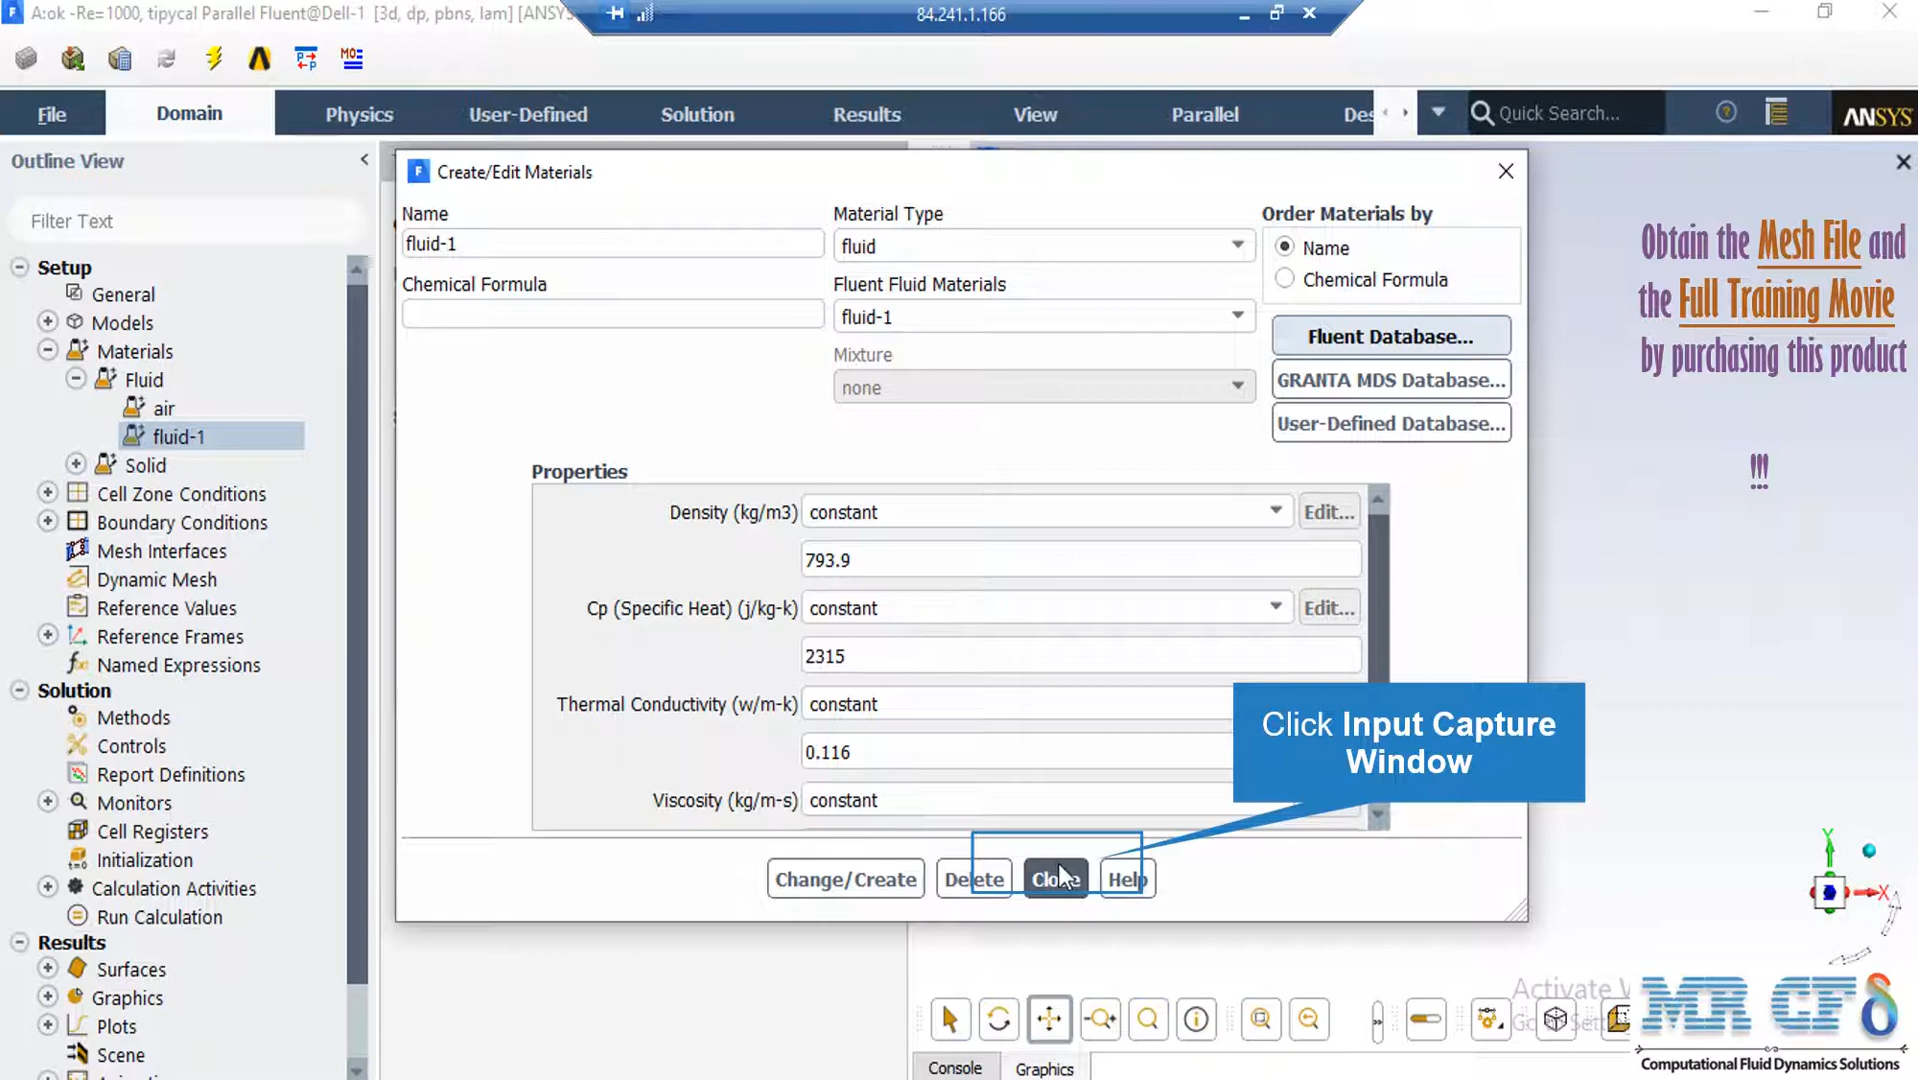 A:ok -Re=1000, tipycal Parallel Fluent@Dell-1 [3d, dp, pbns, lam] [ANSYS
84.241.1.166
File
Domain
Physics
User-Defined
Solution
Results
View
Parallel
Des
Quick Search...
ANSYS
Outline View
Filter Text
Setup
General
Models
Materials
Fluid
air
fluid-1
Solid
Cell Zone Conditions
Boundary Conditions
Mesh Interfaces
Dynamic Mesh
Reference Values
Reference Frames
Named Expressions
Solution
Methods
Controls
Report Definitions
Monitors
Cell Registers
Initialization
Calculation Activities
Run Calculation
Results
Surfaces
Graphics
Plots
Scene
Create/Edit Materials
Name
fluid-1
Chemical Formula
Material Type
fluid
Fluent Fluid Materials
fluid-1
Mixture
none
Order Materials by
Name
Chemical Formula
Fluent Database...
GRANTA MDS Database...
User-Defined Database...
Properties
Density (kg/m3) constant Edit...
793.9
Cp (Specific Heat) (j/kg-k) constant Edit...
2315
Thermal Conductivity (w/m-k) constant
0.116
Viscosity (kg/m-s) constant
Change/Create Delete Close Help
Click Input Capture
Window
Obtain the Mesh File and
the Full Training Movie
by purchasing this product
!!!
Y
X
Activate
MR CFD
Computational Fluid Dynamics Solutions
Console
Graphics